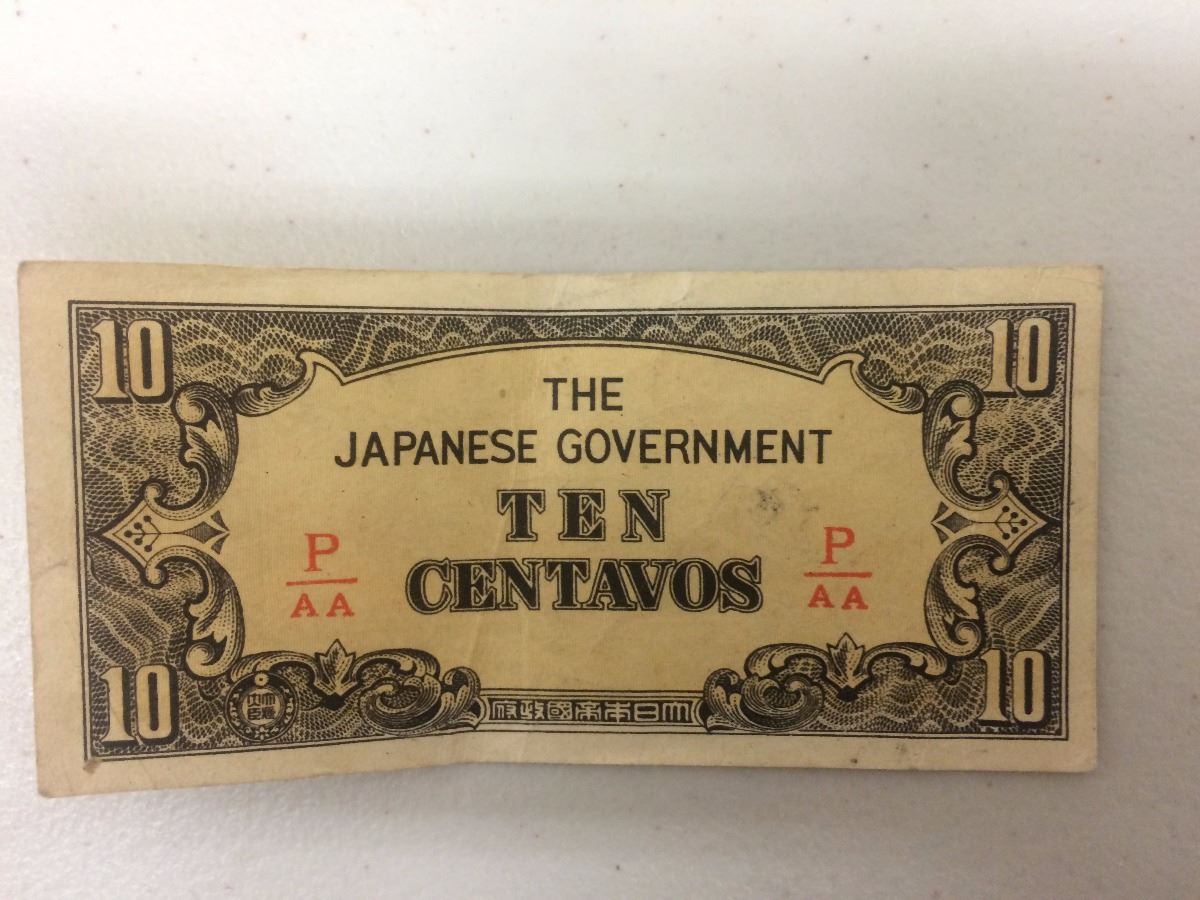 10 10
THE
JAPANESE GOVERNMENT
TEN
CENTAVOS
P
AA
P
AA
10 10
大日本帝國政府